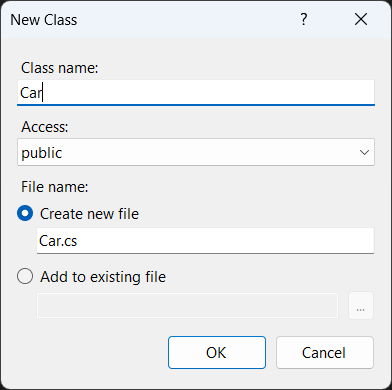 New Class
?
Class name:
Car
Access:
public
File name:
Create new file
Car.cs
Add to existing file
...
OK Cancel